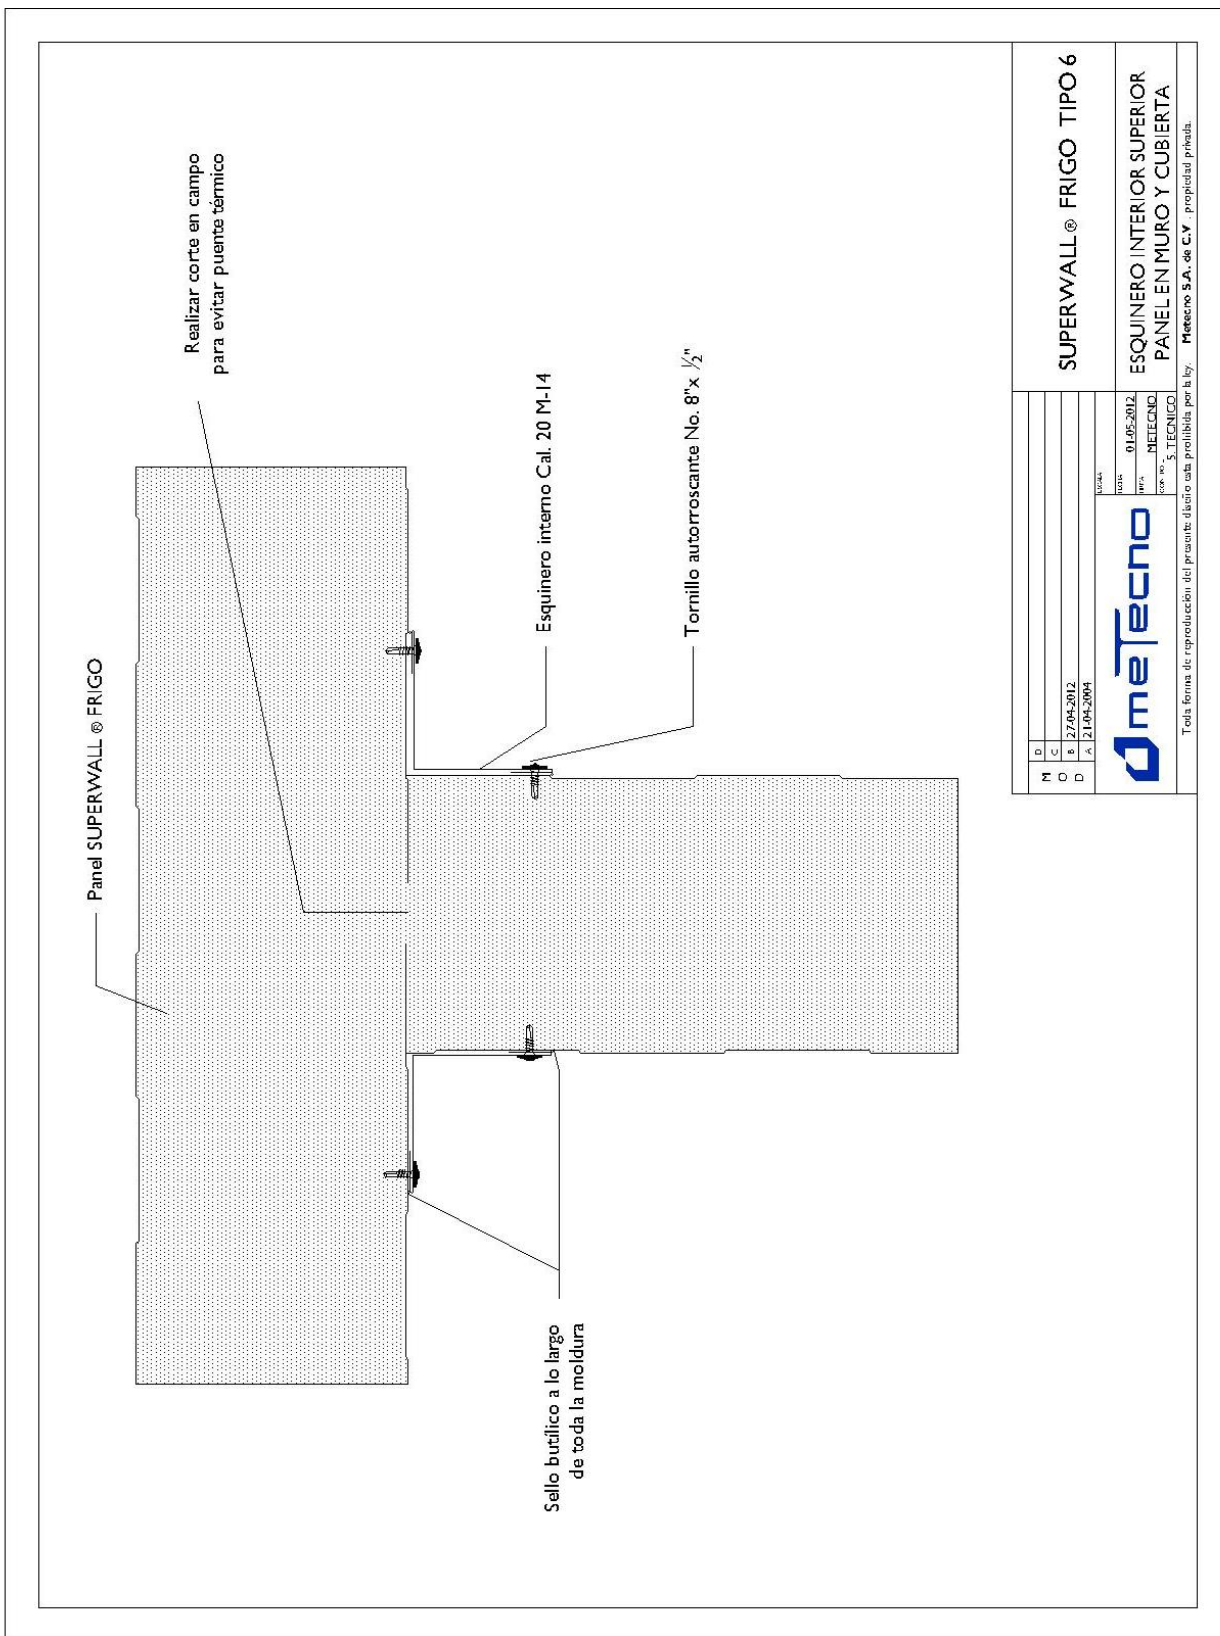 Panel SUPERWALL ® FRIGO
Realizar corte en campo
para evitar puente térmico
Esquinero interno Cal. 20 M-14
Tornillo autorroscante No. 8"x ½"
Sello butílico a lo largo
de toda la moldura
M
O
D
D
C
B 27-04-2012
A 21-04-2004
SUPERWALL® FRIGO TIPO 6
meTecno
FECHA 01-05-2012
METECNO
S. TECNICO
ESQUINERO INTERIOR SUPERIOR
PANEL EN MURO Y CUBIERTA
Toda forma de reproducción del presente diseño esta prohibida por la ley. Metecno S.A. de C.V. propiedad privada.